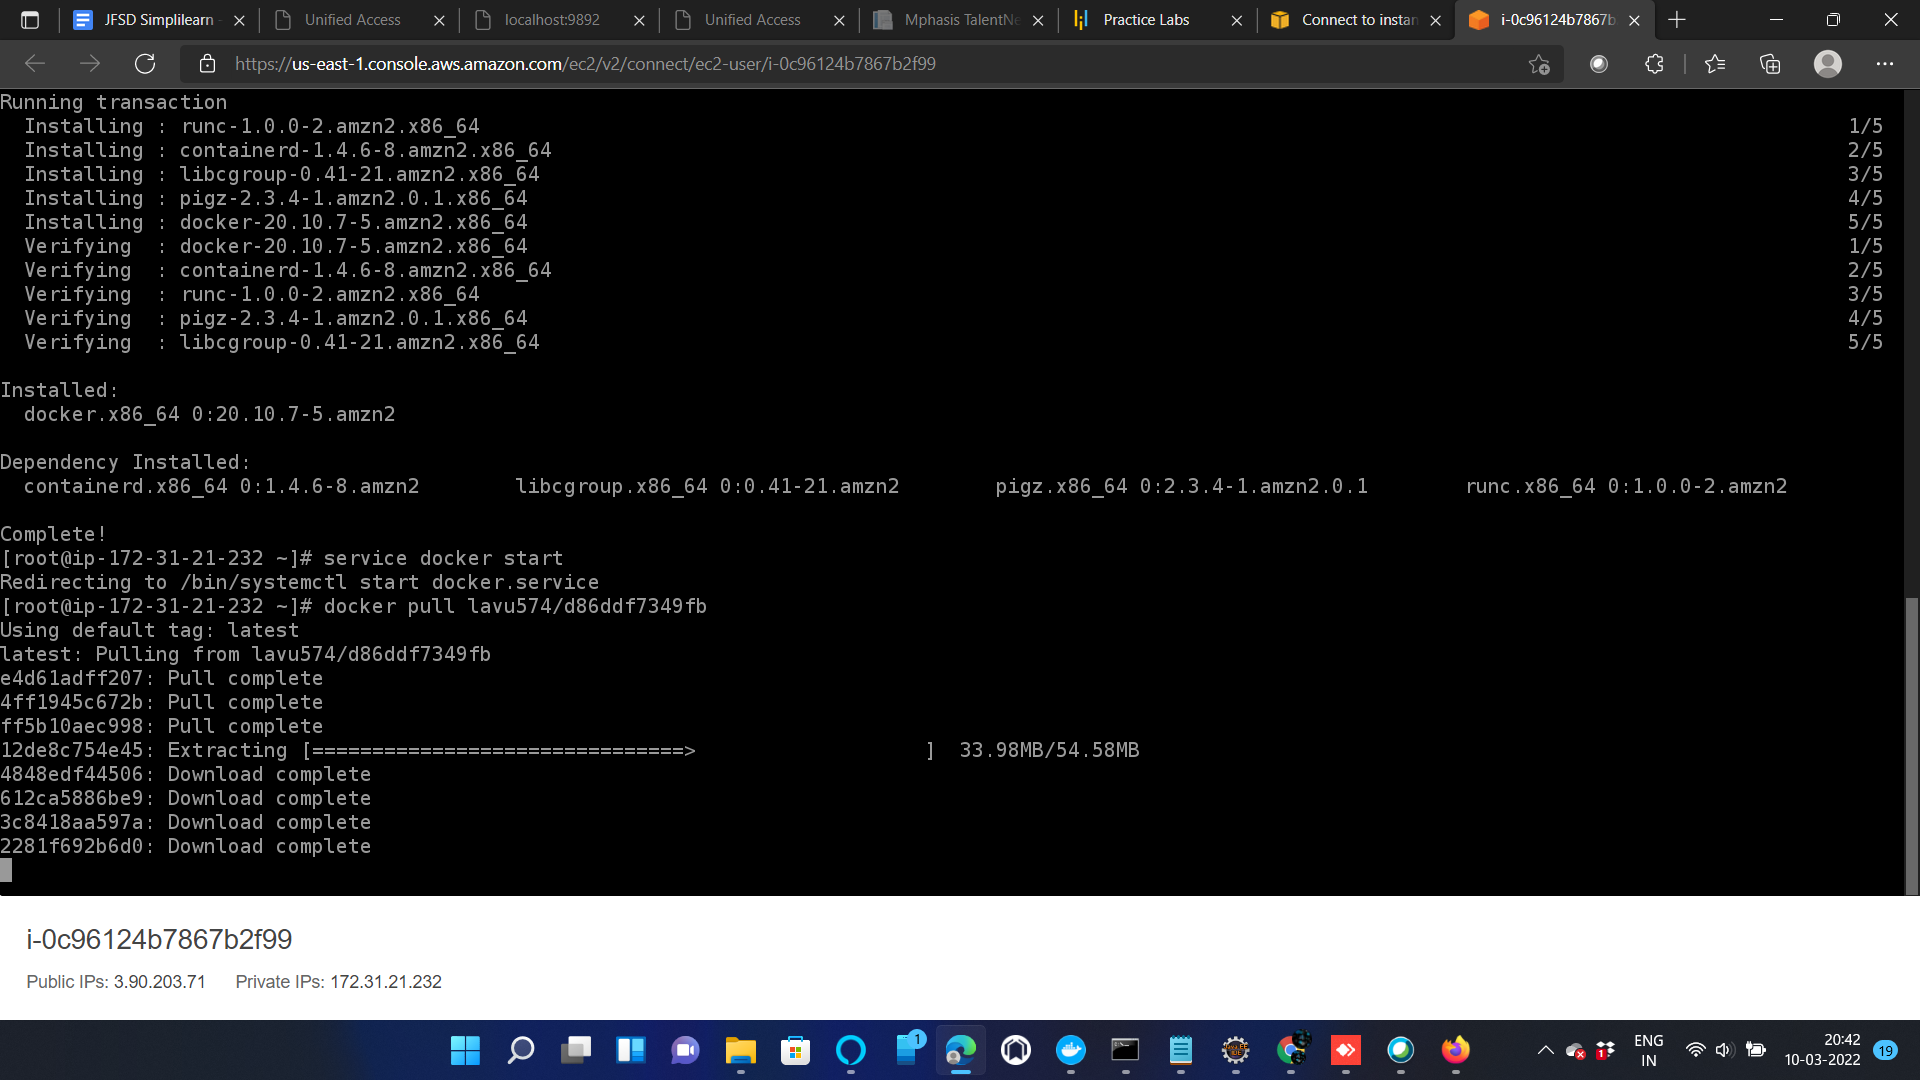 JFSD Simplilearn -
Unified Access
localhost:9892
Unified Access
Mphasis TalentNe
Practice Labs
Connect to instan
i-0c96124b7867b
https://us-east-1.console.aws.amazon.com/ec2/v2/connect/ec2-user/i-0c96124b7867b2f99
Running transaction
Installing : runc-1.0.0-2.amzn2.x86_64 1/5
Installing : containerd-1.4.6-8.amzn2.x86_64 2/5
Installing : libcgroup-0.41-21.amzn2.x86_64 3/5
Installing : pigz-2.3.4-1.amzn2.0.1.x86_64 4/5
Installing : docker-20.10.7-5.amzn2.x86_64 5/5
Verifying : docker-20.10.7-5.amzn2.x86_64 1/5
Verifying : containerd-1.4.6-8.amzn2.x86_64 2/5
Verifying : runc-1.0.0-2.amzn2.x86_64 3/5
Verifying : pigz-2.3.4-1.amzn2.0.1.x86_64 4/5
Verifying : libcgroup-0.41-21.amzn2.x86_64 5/5
Installed:
docker.x86_64 0:20.10.7-5.amzn2
Dependency Installed:
containerd.x86_64 0:1.4.6-8.amzn2 libcgroup.x86_64 0:0.41-21.amzn2 pigz.x86_64 0:2.3.4-1.amzn2.0.1 runc.x86_64 0:1.0.0-2.amzn2
Complete!
[root@ip-172-31-21-232 ~]# service docker start
Redirecting to /bin/systemctl start docker.service
[root@ip-172-31-21-232 ~]# docker pull lavu574/d86ddf7349fb
Using default tag: latest
latest: Pulling from lavu574/d86ddf7349fb
e4d61adff207: Pull complete
4ff1945c672b: Pull complete
ff5b10aec998: Pull complete
12de8c754e45: Extracting [===============================> ] 33.98MB/54.58MB
4848edf44506: Download complete
612ca5886be9: Download complete
3c8418aa597a: Download complete
2281f692b6d0: Download complete
i-0c96124b7867b2f99
Public IPs: 3.90.203.71 Private IPs: 172.31.21.232
1
1
ENG
IN
20:42
10-03-2022
19